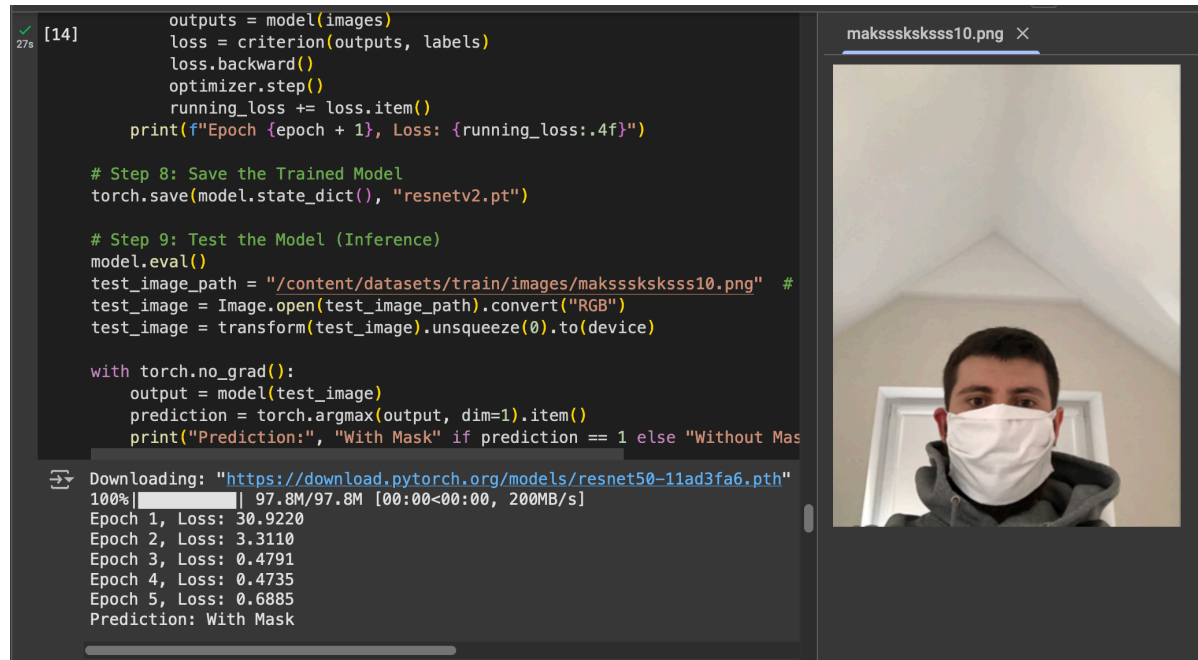 outputs = model(images)
[14]
27s
loss = criterion(outputs, labels)
loss.backward()
optimizer.step()
running_loss += loss.item()
print(f"Epoch {epoch + 1}, Loss: {running_loss:.4f}")
# Step 8: Save the Trained Model
torch.save(model.state_dict(), "resnetv2.pt")
# Step 9: Test the Model (Inference)
model.eval()
test_image_path = "/content/datasets/train/images/maksssksksss10.png"  #
test_image = Image.open(test_image_path).convert("RGB")
test_image = transform(test_image).unsqueeze(0).to(device)
with torch.no_grad():
output = model(test_image)
prediction = torch.argmax(output, dim=1).item()
print("Prediction:", "With Mask" if prediction == 1 else "Without Mas
Downloading: "https://download.pytorch.org/models/resnet50-11ad3fa6.pth"
100%| | 97.8M/97.8M [00:00<00:00, 200MB/s]
Epoch 1, Loss: 30.9220
Epoch 2, Loss: 3.3110
Epoch 3, Loss: 0.4791
Epoch 4, Loss: 0.4735
Epoch 5, Loss: 0.6885
Prediction: With Mask
maksssksksss10.png